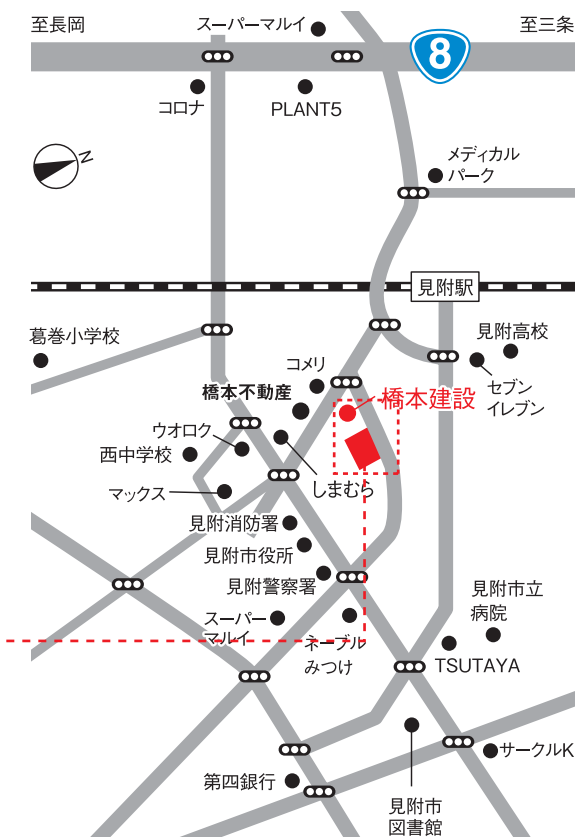 至長岡
スーパーマルイ
至三条
8
コロナ
PLANT5
N
メディカル
パーク
見附駅
葛巻小学校
見附高校
セブン
イレブン
コメリ
橋本不動産
橋本建設
ウオロク
西中学校
しまむら
マックス
見附消防署
見附市役所
見附警察署
スーパー
マルイ
ネーブル
みつけ
見附市立
病院
TSUTAYA
サークルK
第四銀行
見附市
図書館